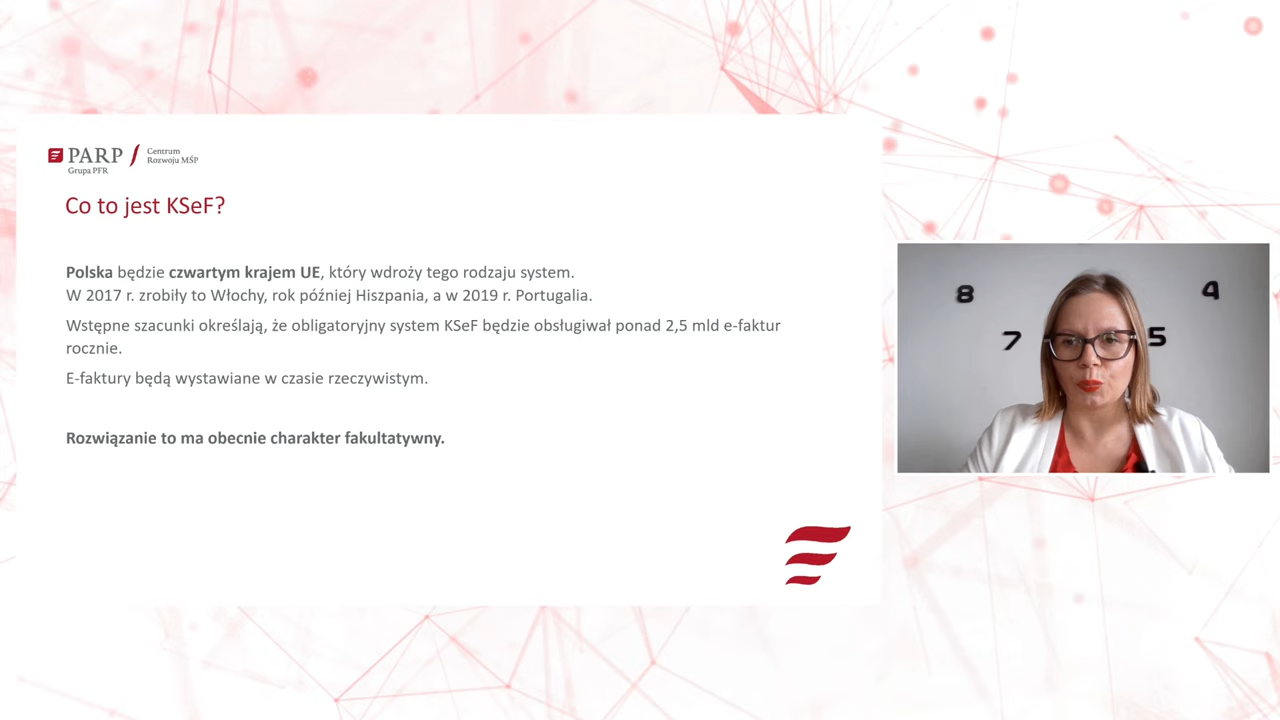 PARP
Grupa PFR
Centrum
Rozwoju MŚP
Co to jest KSeF?
Polska będzie czwartym krajem UE, który wdroży tego rodzaju system.
W 2017 r. zrobiły to Włochy, rok później Hiszpania, a w 2019 r. Portugalia.
Wstępne szacunki określają, że obligatoryjny system KSeF będzie obsługiwał ponad 2,5 mld e-faktur
rocznie.
E-faktury będą wystawiane w czasie rzeczywistym.
Rozwiązanie to ma obecnie charakter fakultatywny.
8
4
7
5